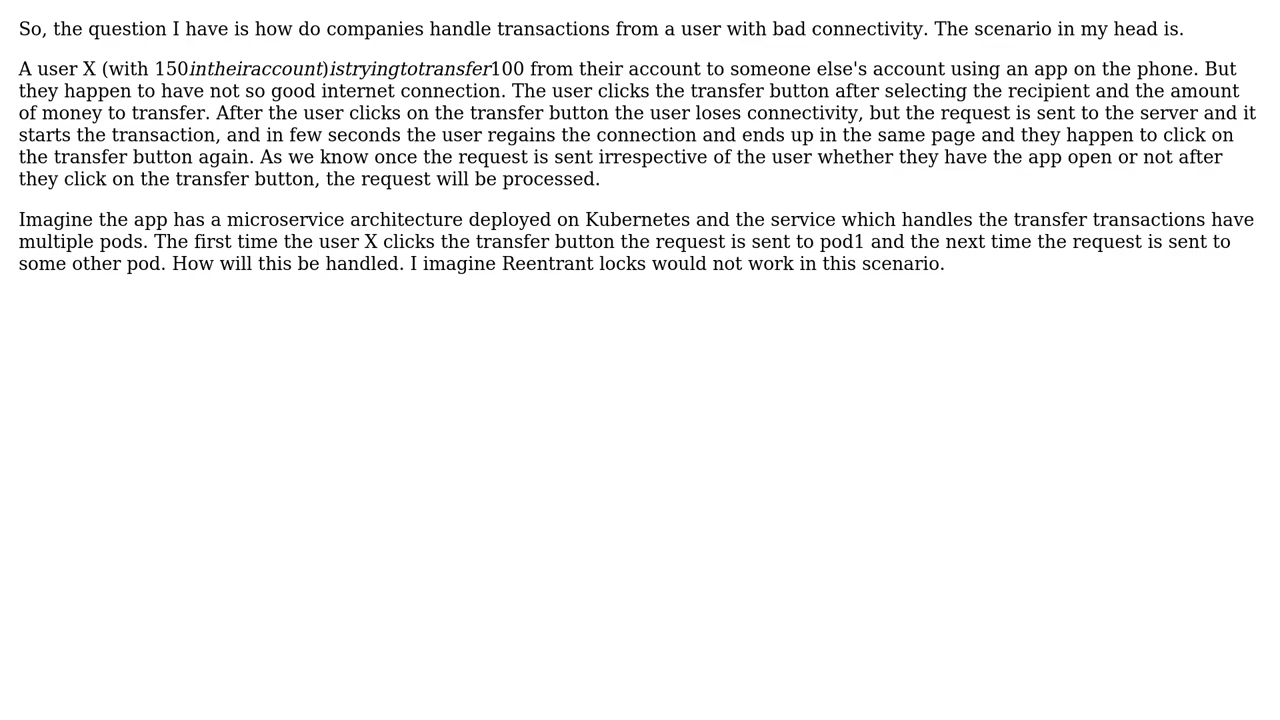 So, the question I have is how do companies handle transactions from a user with bad connectivity. The scenario in my head is.
A user X (with 150intheiraccount)istryingtotransfer100 from their account to someone else's account using an app on the phone. But
they happen to have not so good internet connection. The user clicks the transfer button after selecting the recipient and the amount
of money to transfer. After the user clicks on the transfer button the user loses connectivity, but the request is sent to the server and it
starts the transaction, and in few seconds the user regains the connection and ends up in the same page and they happen to click on
the transfer button again. As we know once the request is sent irrespective of the user whether they have the app open or not after
they click on the transfer button, the request will be processed.
Imagine the app has a microservice architecture deployed on Kubernetes and the service which handles the transfer transactions have
multiple pods. The first time the user X clicks the transfer button the request is sent to pod1 and the next time the request is sent to
some other pod. How will this be handled. I imagine Reentrant locks would not work in this scenario.